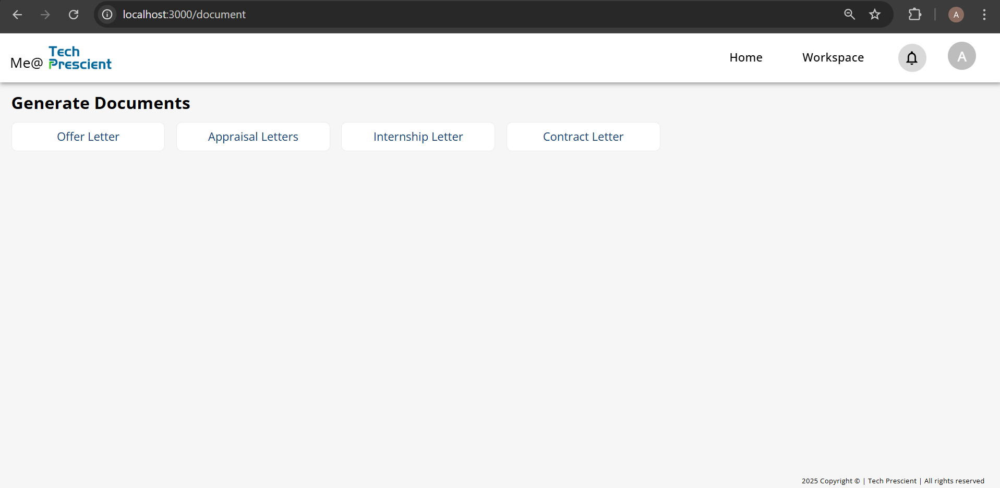 localhost:3000/document
A
Me@ Tech Prescient
Home
Workspace
A
Generate Documents
Offer Letter
Appraisal Letters
Internship Letter
Contract Letter
2025 Copyright © | Tech Prescient | All rights reserved